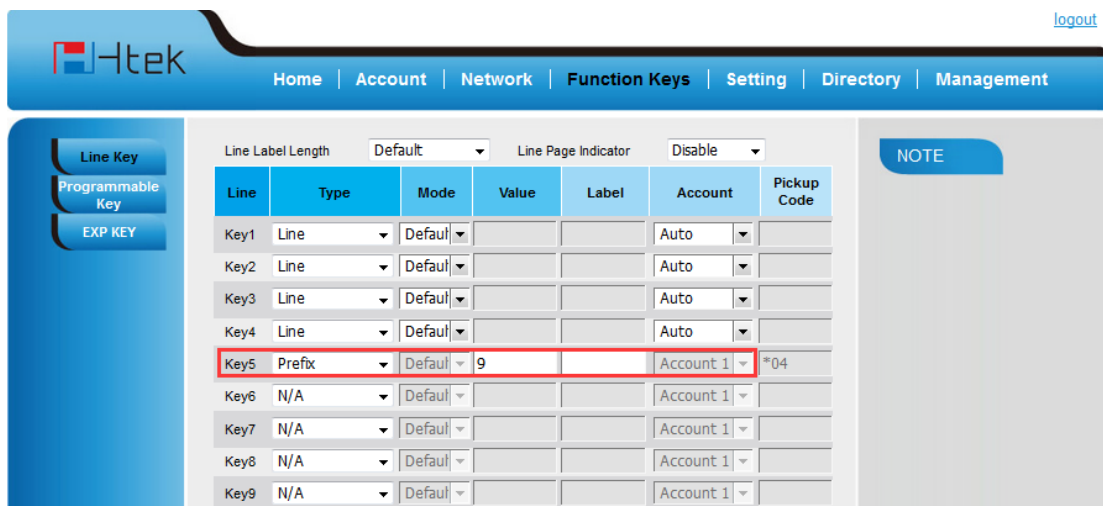 logout
Htek
Home | Account | Network | Function Keys | Setting | Directory | Management
Line Key
Programmable Key
EXP KEY
Line Label Length Default Line Page Indicator Disable
Line Type Mode Value Label Account Pickup Code
Key1 Line Defaul Auto
Key2 Line Defaul Auto
Key3 Line Defaul Auto
Key4 Line Defaul Auto
Key5 Prefix Defaul 9 Account 1 *04
Key6 N/A Defaul Account 1
Key7 N/A Defaul Account 1
Key8 N/A Defaul Account 1
Key9 N/A Defaul Account 1
NOTE